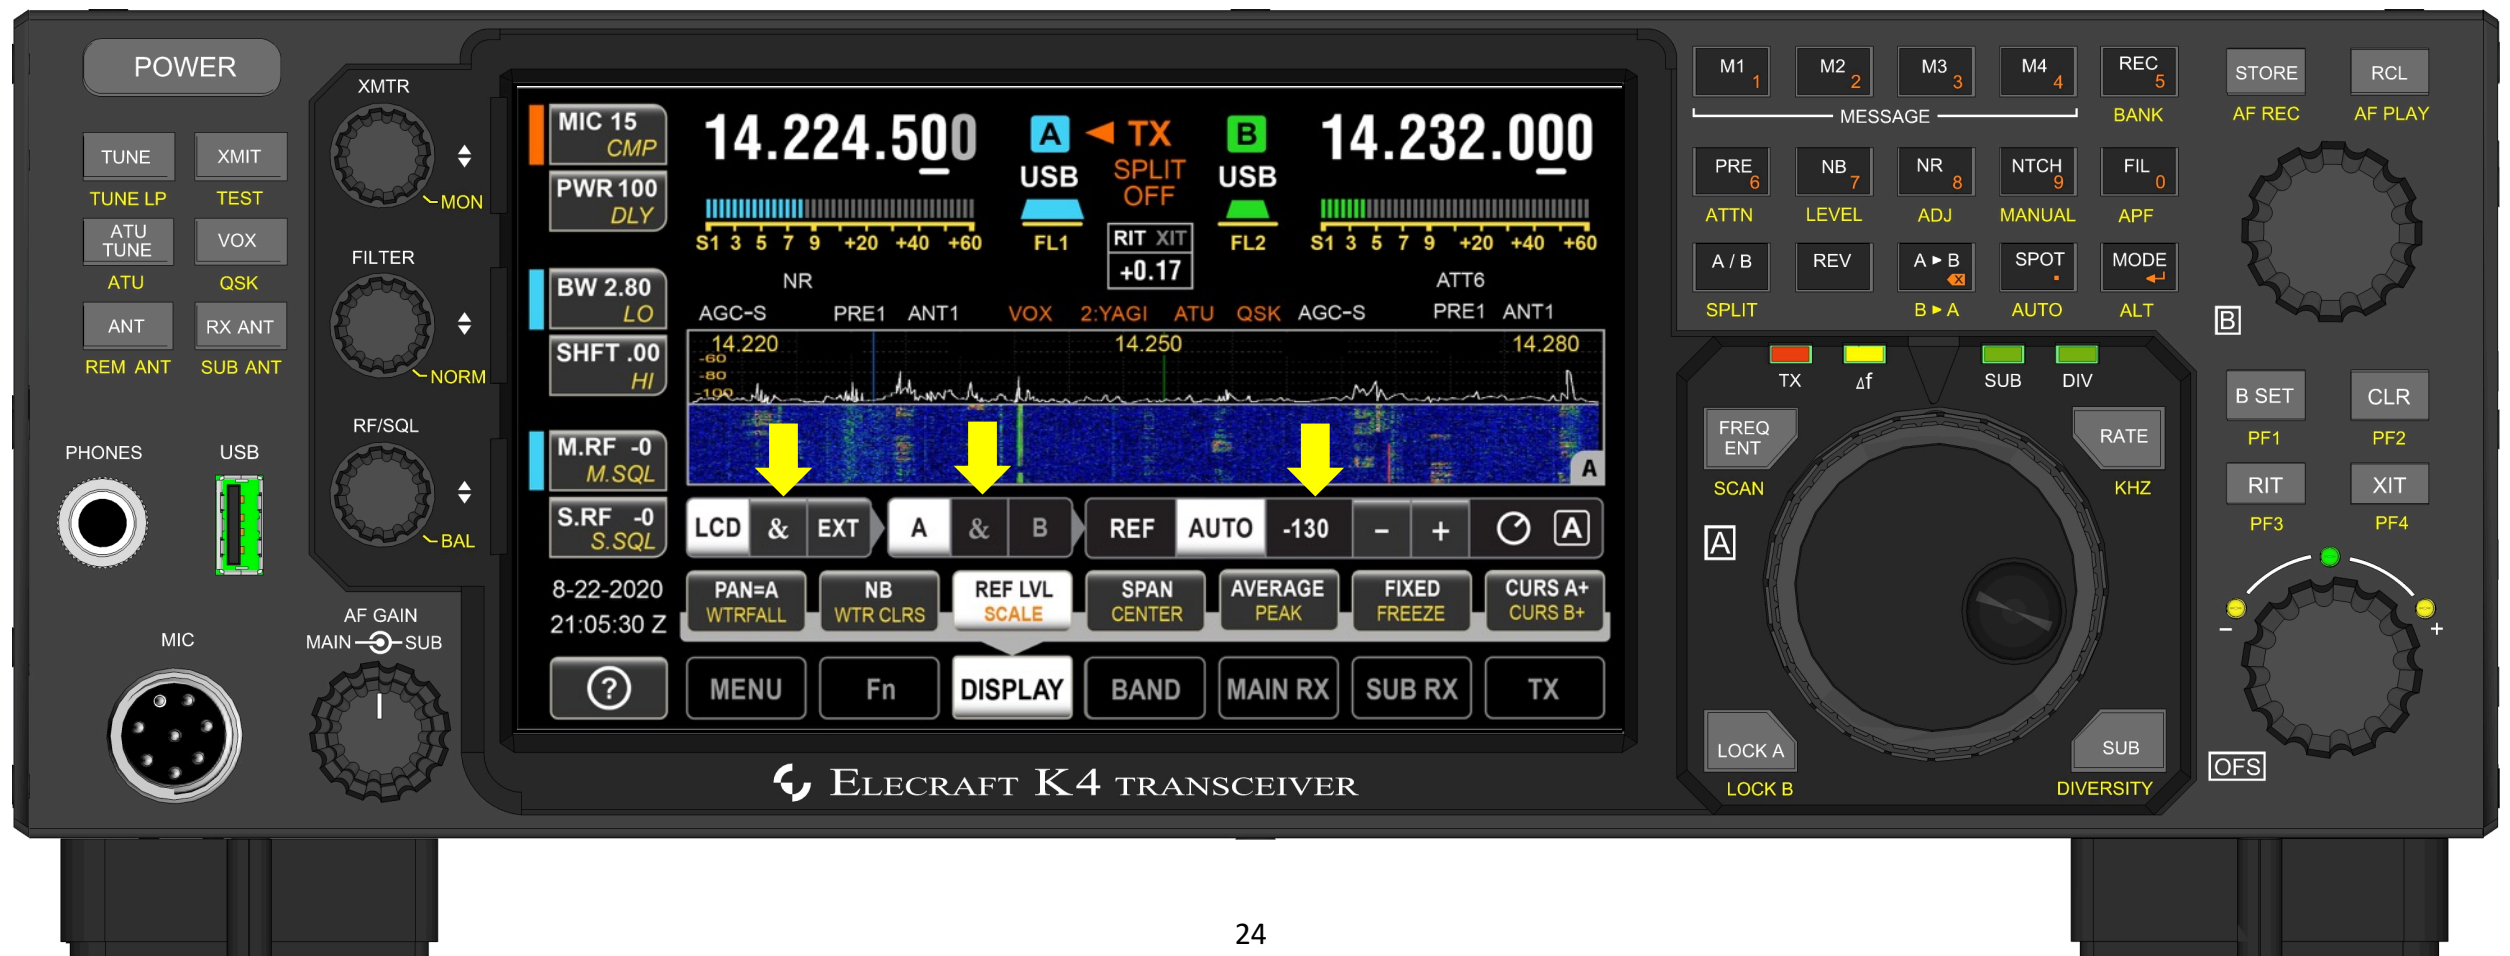 POWER
XMTR
TUNE XMIT
TUNE LP TEST
MON
ATU TUNE VOX
ATU QSK
FILTER
ANT RX ANT
REM ANT SUB ANT
NORM
RF/SQL
PHONES USB
BAL
AF GAIN
MAIN SUB
MIC
MIC 15
CMP
PWR 100
DLY
BW 2.80
LO
SHFT .00
HI
M.RF -0
M.SQL
S.RF -0
S.SQL
8-22-2020
21:05:30 Z
?
14.224.500 A TX B 14.232.000
USB SPLIT OFF USB
S1 3 5 7 9 +20 +40 +60 FL1 RIT XIT FL2 S1 3 5 7 9 +20 +40 +60
+0.17
NR ATT6
AGC-S PRE1 ANT1 VOX 2:YAGI ATU QSK AGC-S PRE1 ANT1
14.220 14.250 14.280
-60
-80
-100
A
LCD & EXT A & B REF AUTO -130 - + A
PAN=A NB REF LVL SPAN AVERAGE FIXED CURS A+
WTRFALL WTR CLRS SCALE CENTER PEAK FREEZE CURS B+
MENU Fn DISPLAY BAND MAIN RX SUB RX TX
ELECRAFT K4 TRANSCEIVER
M1 1 M2 2 M3 3 M4 4 REC 5 STORE RCL
MESSAGE BANK AF REC AF PLAY
PRE 6 NB 7 NR 8 NTCH 9 FIL 0
ATTN LEVEL ADJ MANUAL APF
A / B REV A ► B SPOT . MODE
SPLIT B ► A AUTO ALT
B
TX Δf SUB DIV
B SET CLR
PF1 PF2
FREQ ENT RATE
SCAN KHZ
RIT XIT
PF3 PF4
A
- +
LOCK A SUB
LOCK B DIVERSITY
OFS
24